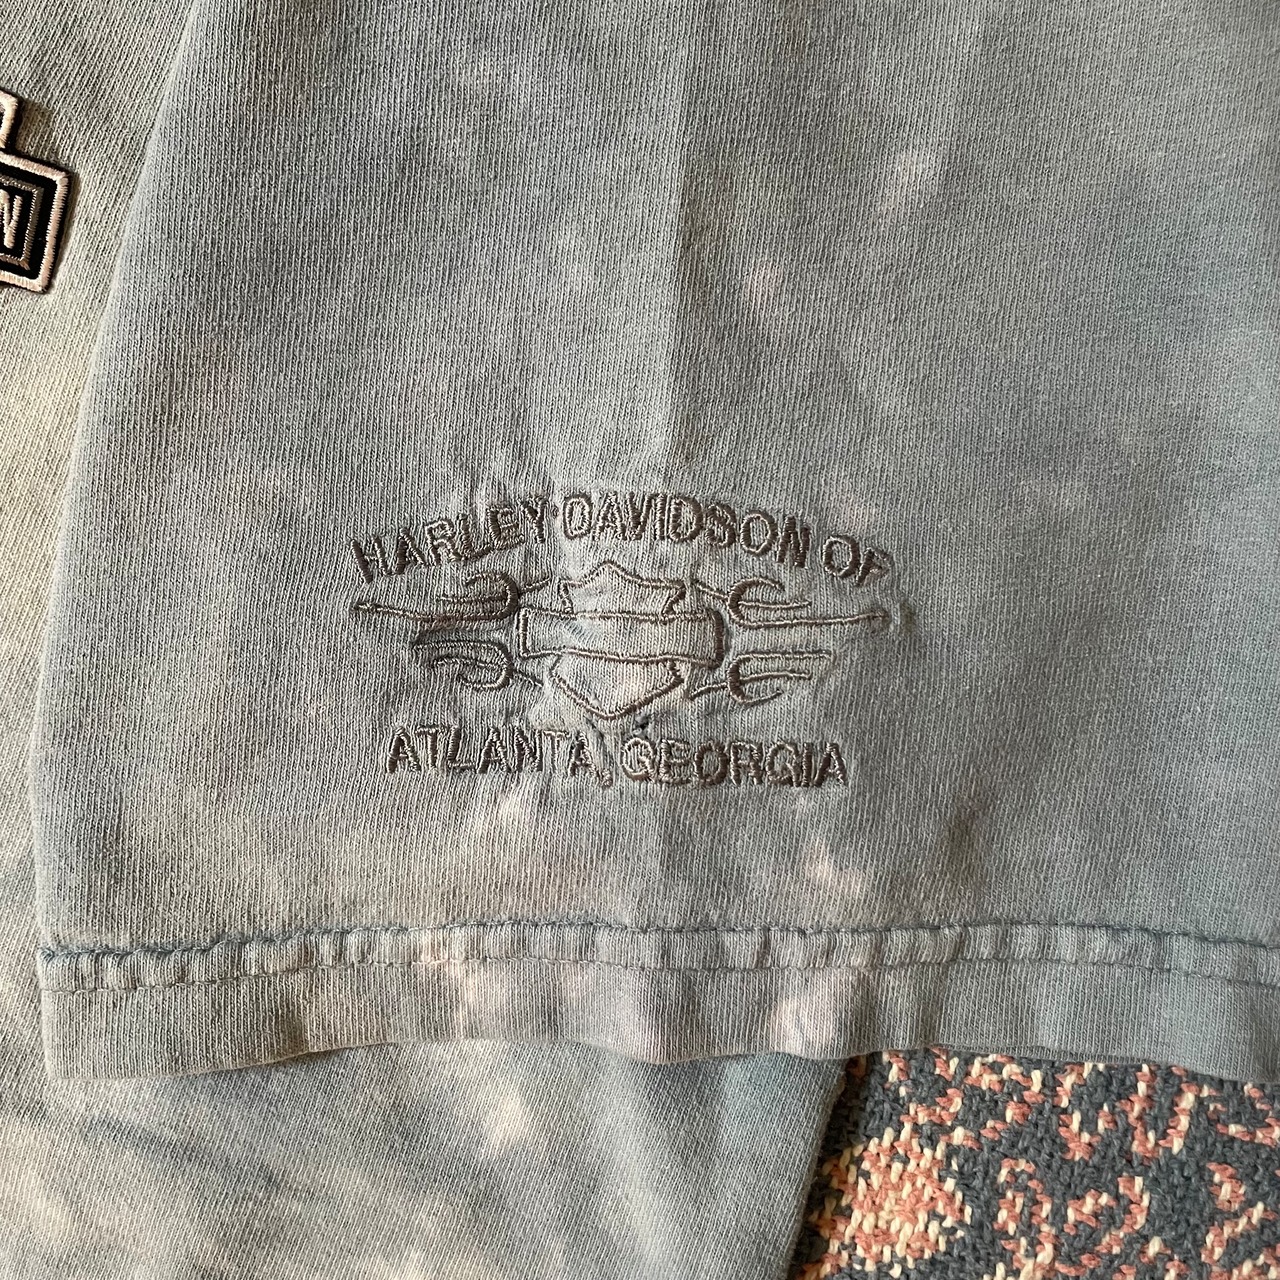 HARLEY-DAVIDSON OF
ATLANTA, GEORGIA
N